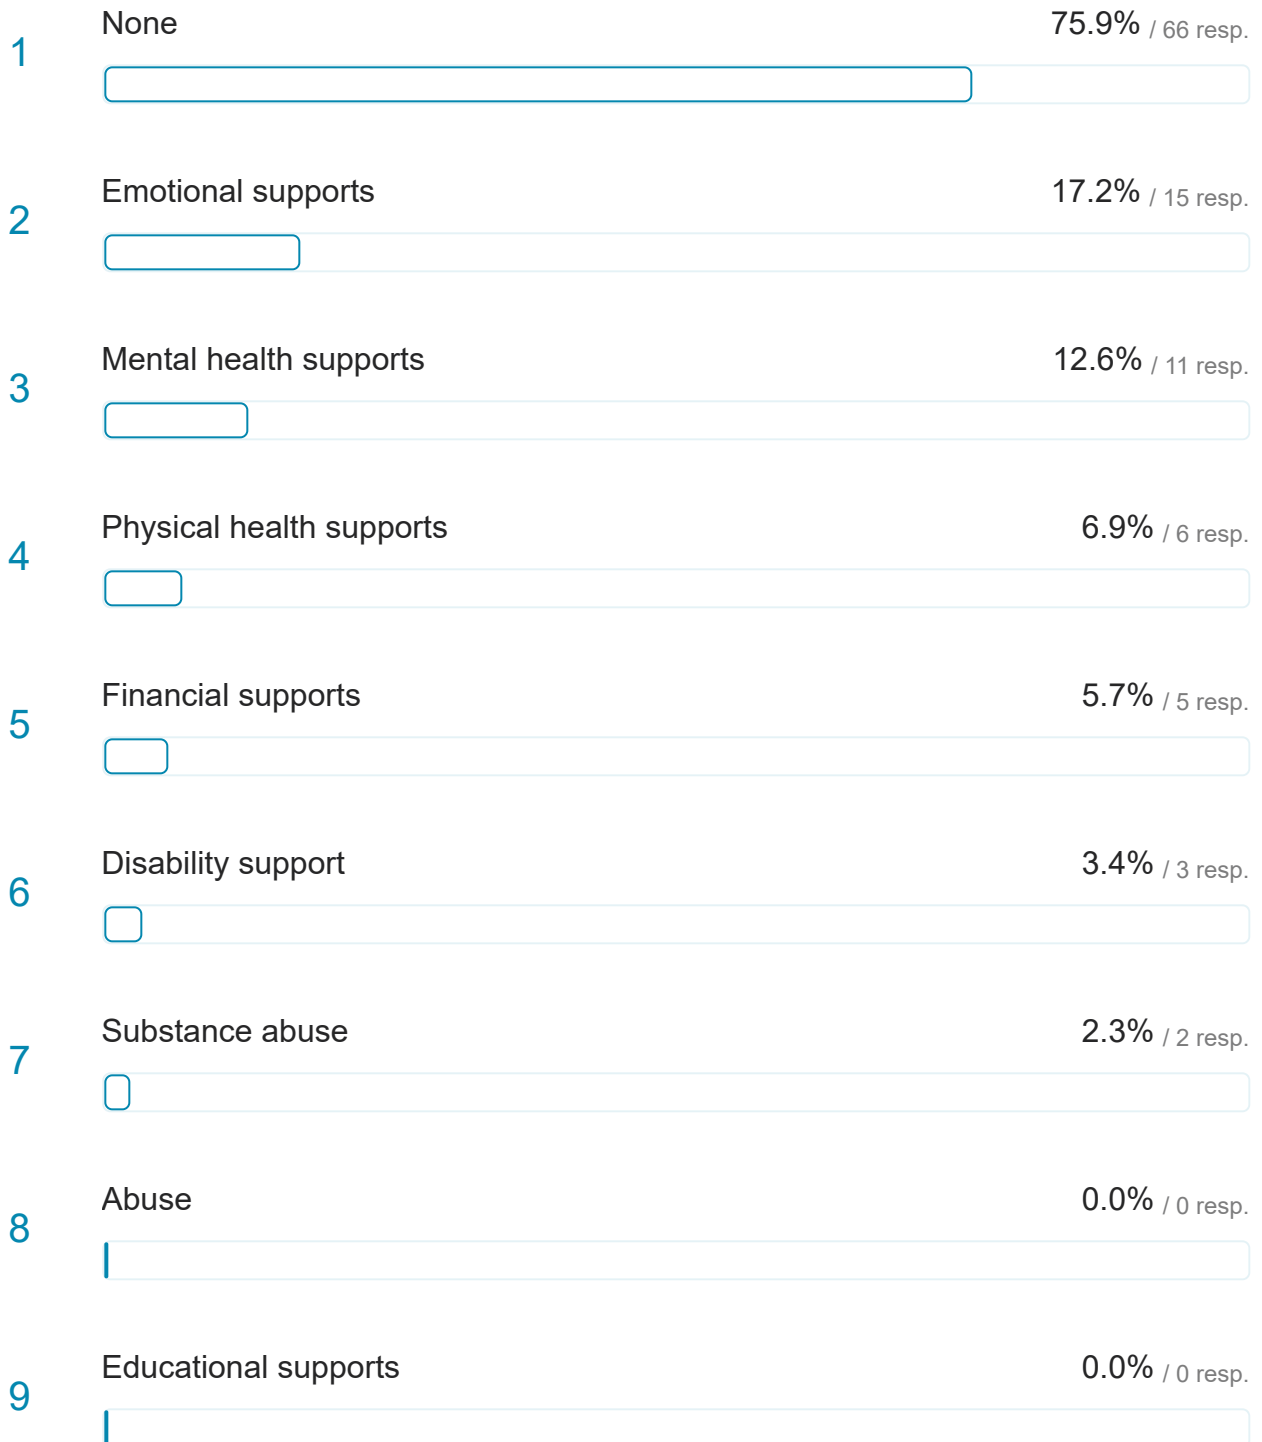 1 None 75.9% / 66 resp.
2 Emotional supports 17.2% / 15 resp.
3 Mental health supports 12.6% / 11 resp.
4 Physical health supports 6.9% / 6 resp.
5 Financial supports 5.7% / 5 resp.
6 Disability support 3.4% / 3 resp.
7 Substance abuse 2.3% / 2 resp.
8 Abuse 0.0% / 0 resp.
9 Educational supports 0.0% / 0 resp.